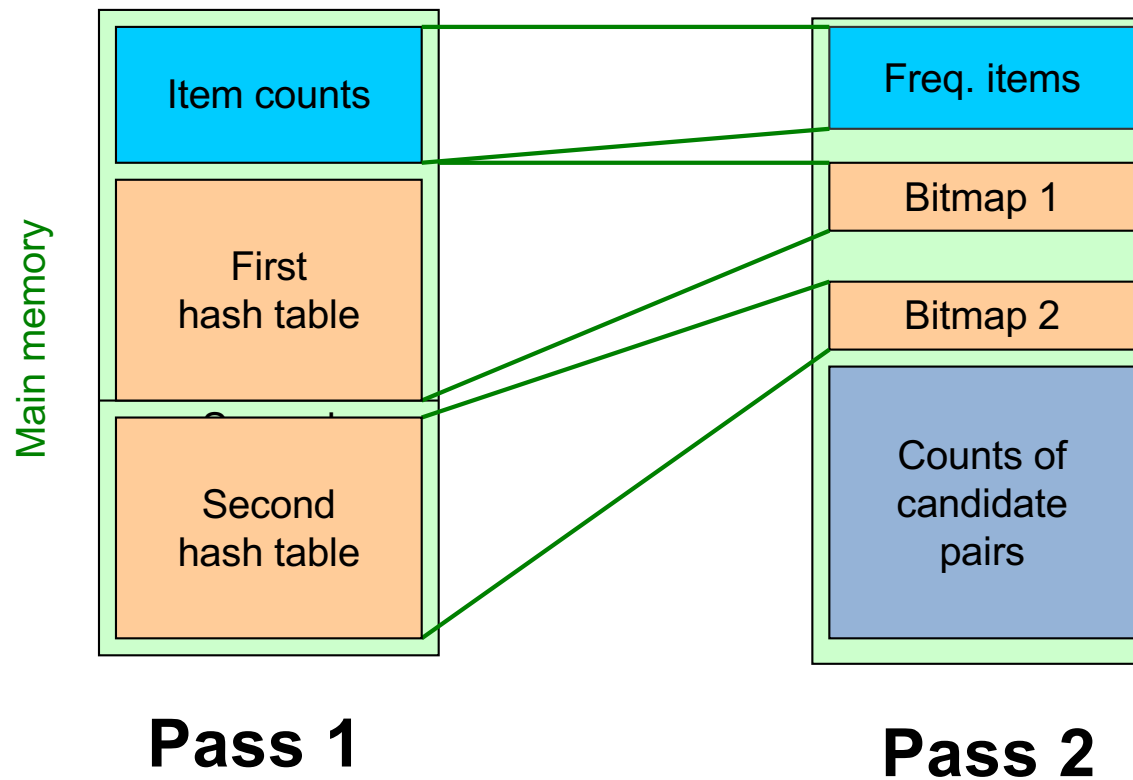 Main memory
Item counts
First
hash table
Second
hash table
Pass 1
Freq. items
Bitmap 1
Bitmap 2
Counts of
candidate
pairs
Pass 2